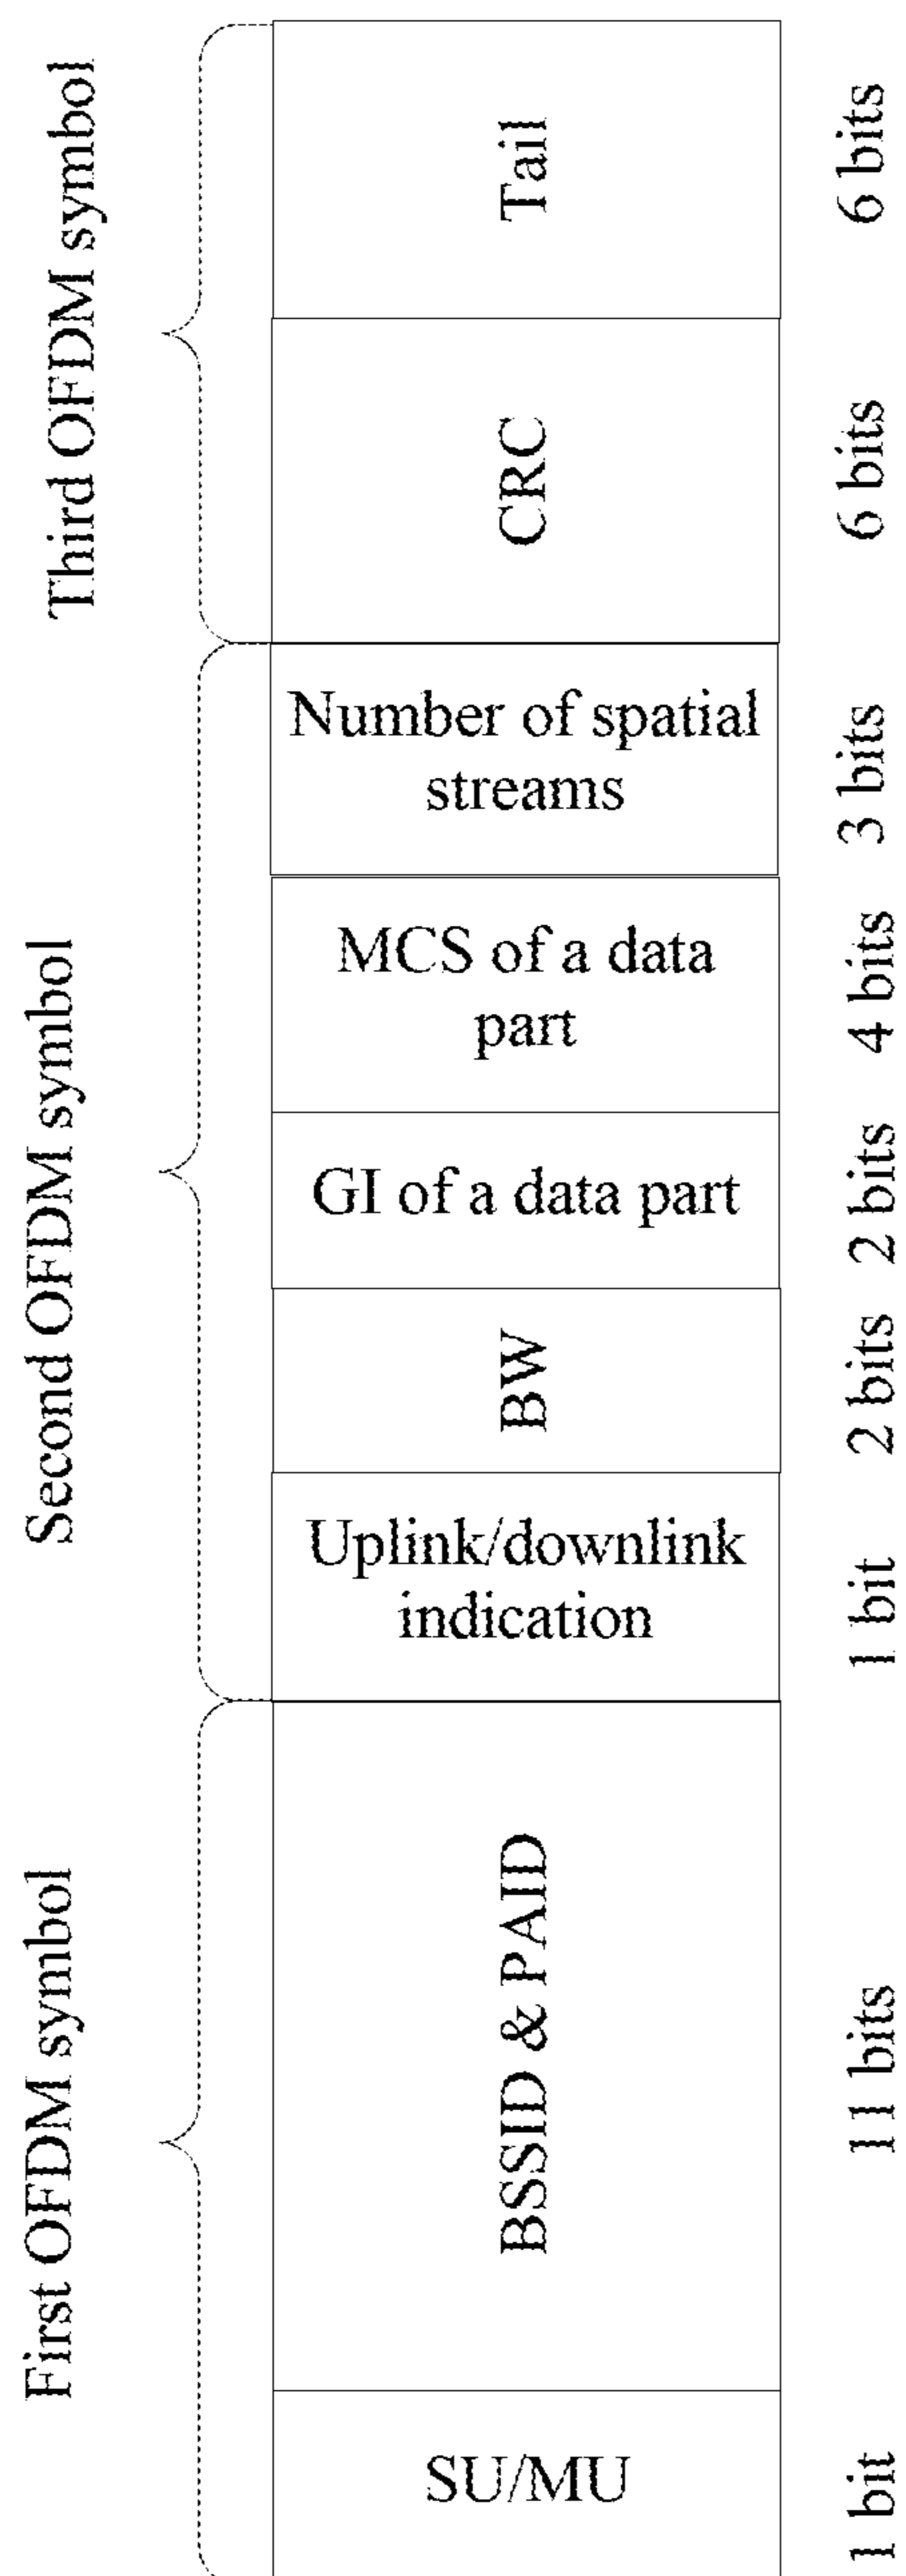 Third OFDM symbol
Tail
6 bits
CRC
6 bits
Second OFDM symbol
Number of spatial
streams
3 bits
MCS of a data
part
4 bits
GI of a data part
2 bits
BW
2 bits
Uplink/downlink
indication
1 bit
First OFDM symbol
BSSID & PAID
11 bits
SU/MU
1 bit